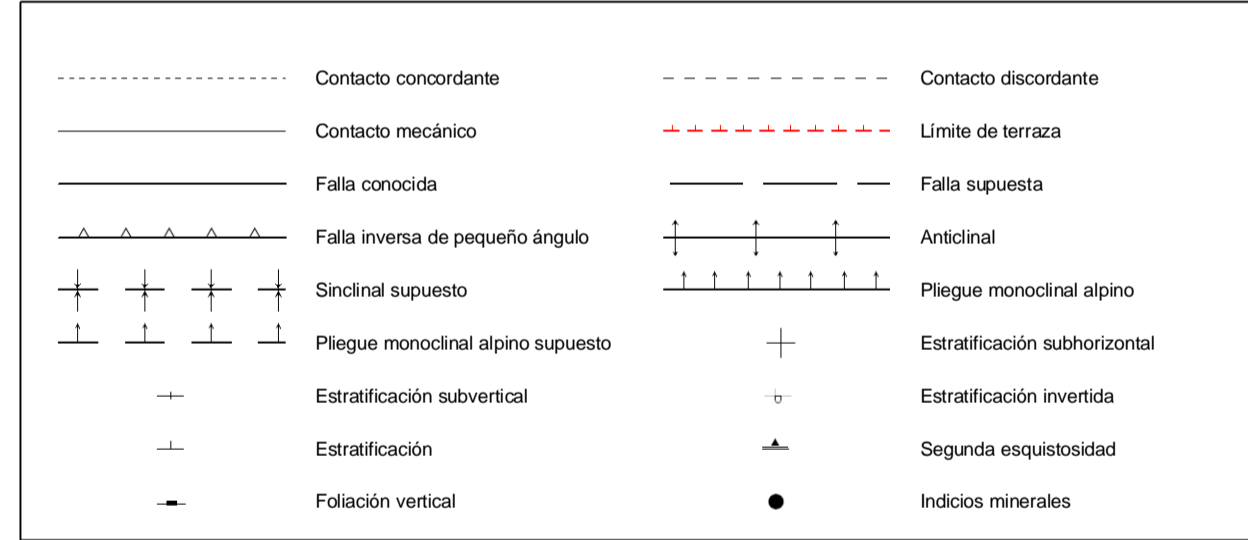 Contacto concordante
Contacto discordante
Contacto mecánico
Límite de terraza
Falla conocida
Falla supuesta
Falla inversa de pequeño ángulo
Anticlinal
Sinclinal supuesto
Pliegue monoclinal alpino
Pliegue monoclinal alpino supuesto
Estratificación subhorizontal
Estratificación subvertical
Estratificación invertida
Estratificación
Segunda esquistosidad
Foliación vertical
Indicios minerales